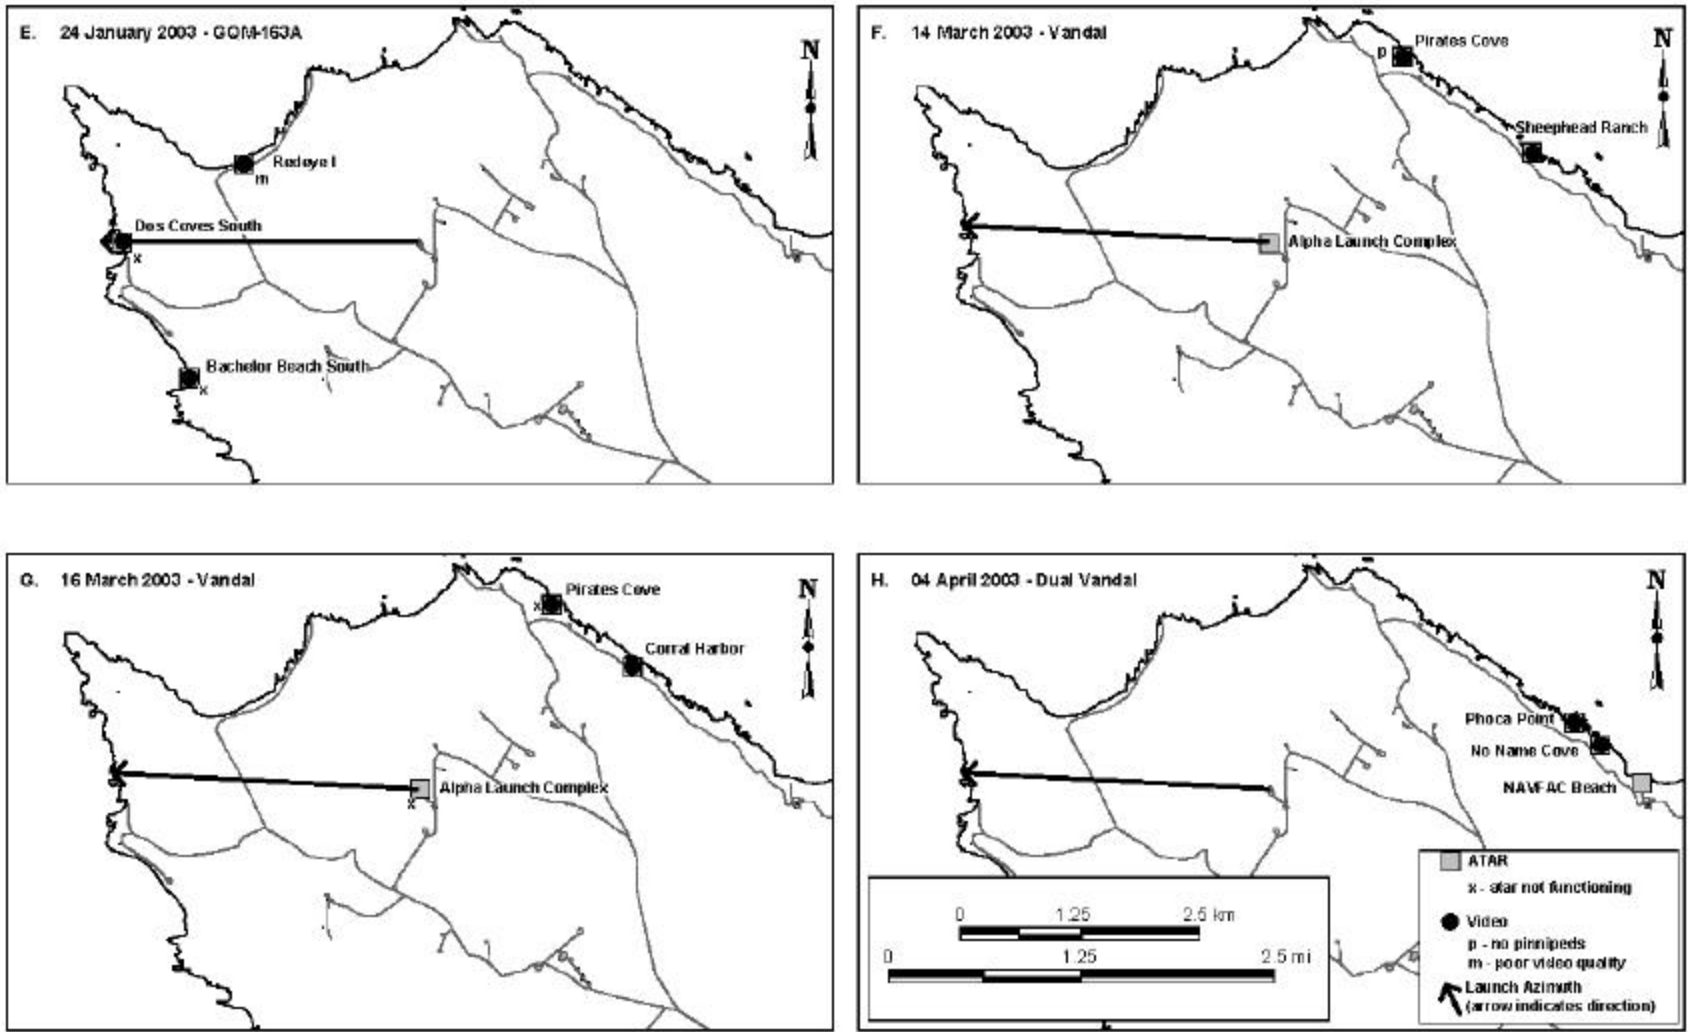 E. 24 January 2003 - GQM-163A
N
Redeye I
m
Dos Coves South
x
Bachelor Beach South
x
F. 14 March 2003 - Vandal
N
p
Pirates Cove
Sheephead Ranch
Alpha Launch Complex
G. 16 March 2003 - Vandal
N
Pirates Cove
x
Corral Harbor
Alpha Launch Complex
x
H. 04 April 2003 - Dual Vandal
N
Phoca Point
No Name Cove
NAVFAC Beach
0 1.25 2.5 km
0 1.25 2.5 mi
ATAR
x - atar not functioning
Video
p - no pinnipeds
m - poor video quality
Launch Azimuth
(arrow indicates direction)